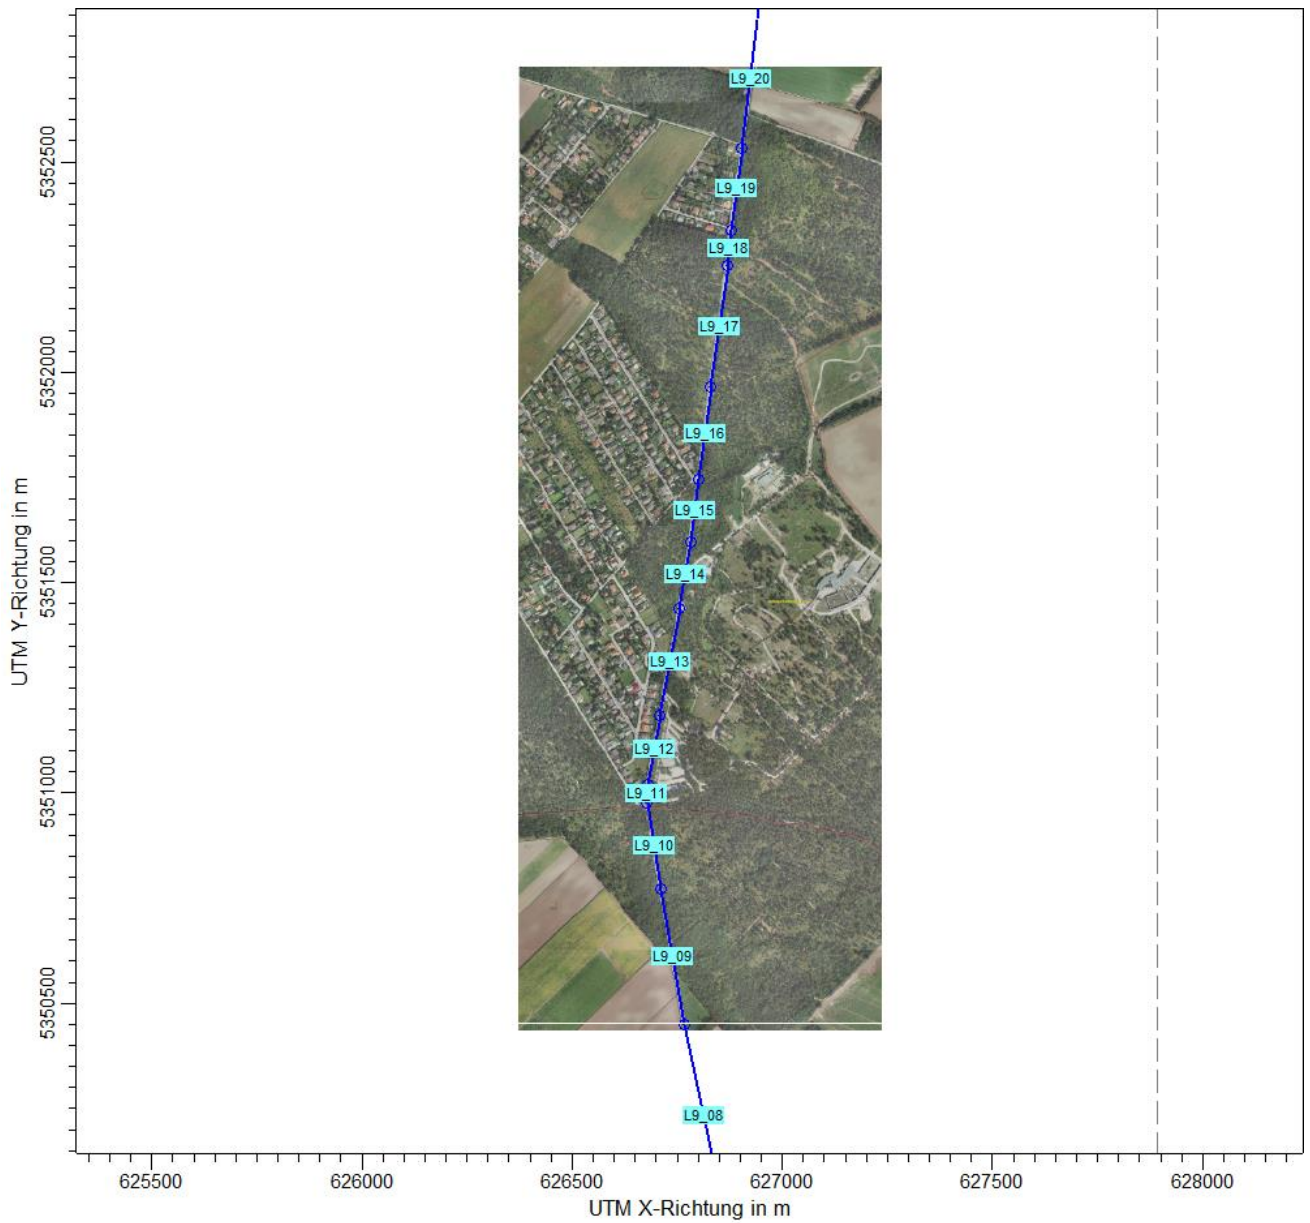 L9_20
5352500
L9_19
L9_18
L9_17
5352000
L9_16
L9_15
5351500
L9_14
L9_13
L9_12
5351000
L9_11
L9_10
L9_09
5350500
L9_08
UTM Y-Richtung in m
625500 626000 626500 627000 627500 628000
UTM X-Richtung in m